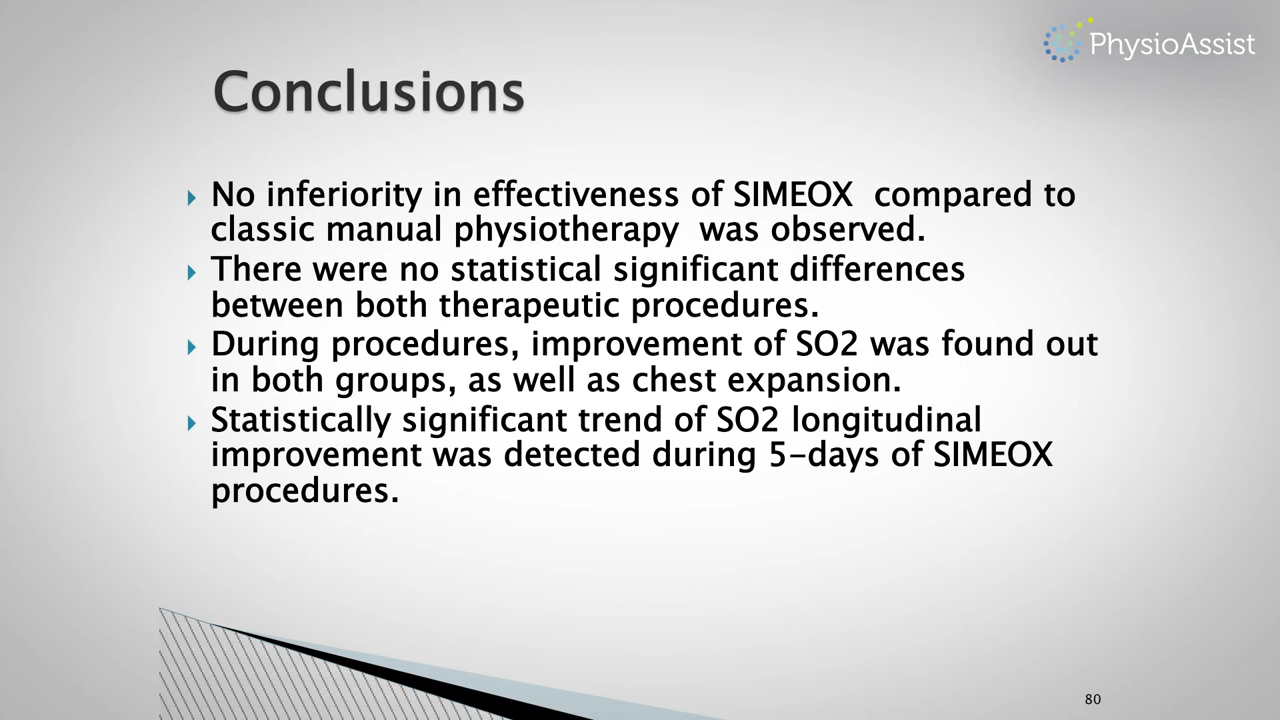 PhysioAssist
Conclusions
No inferiority in effectiveness of SIMEOX compared to
classic manual physiotherapy was observed.
There were no statistical significant differences
between both therapeutic procedures.
During procedures, improvement of SO2 was found out
in both groups, as well as chest expansion.
Statistically significant trend of SO2 longitudinal
improvement was detected during 5-days of SIMEOX
procedures.
80